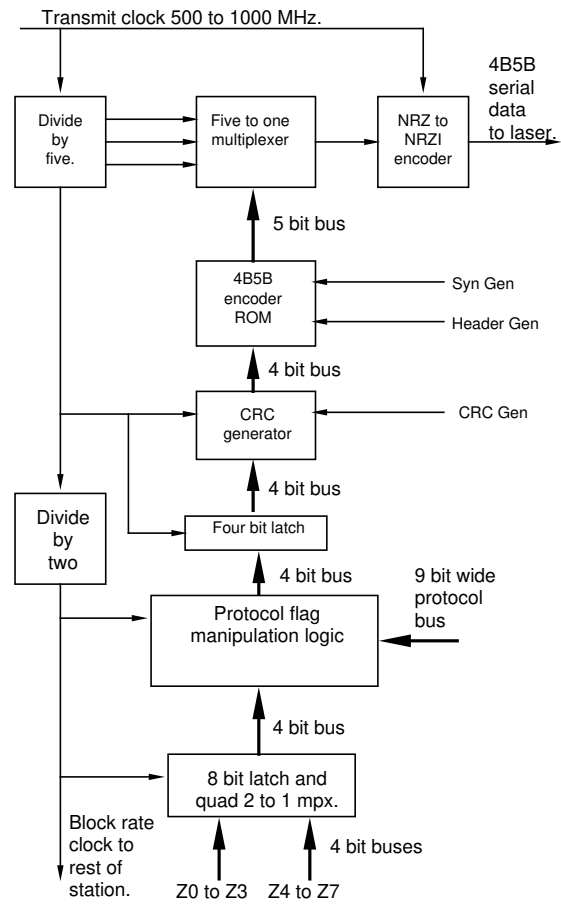 Transmit clock 500 to 1000 MHz.
4B5B
serial
data
to laser.
Divide
by
five.
Five to one
multiplexer
NRZ to
NRZI
encoder
5 bit bus
4B5B
encoder
ROM
Syn Gen
Header Gen
4 bit bus
CRC
generator
CRC Gen
4 bit bus
Divide
by
two
Four bit latch
4 bit bus
9 bit wide
protocol
bus
Protocol flag
manipulation logic
4 bit bus
8 bit latch and
quad 2 to 1 mpx.
Block rate
clock to
rest of
station.
4 bit buses
Z0 to Z3
Z4 to Z7